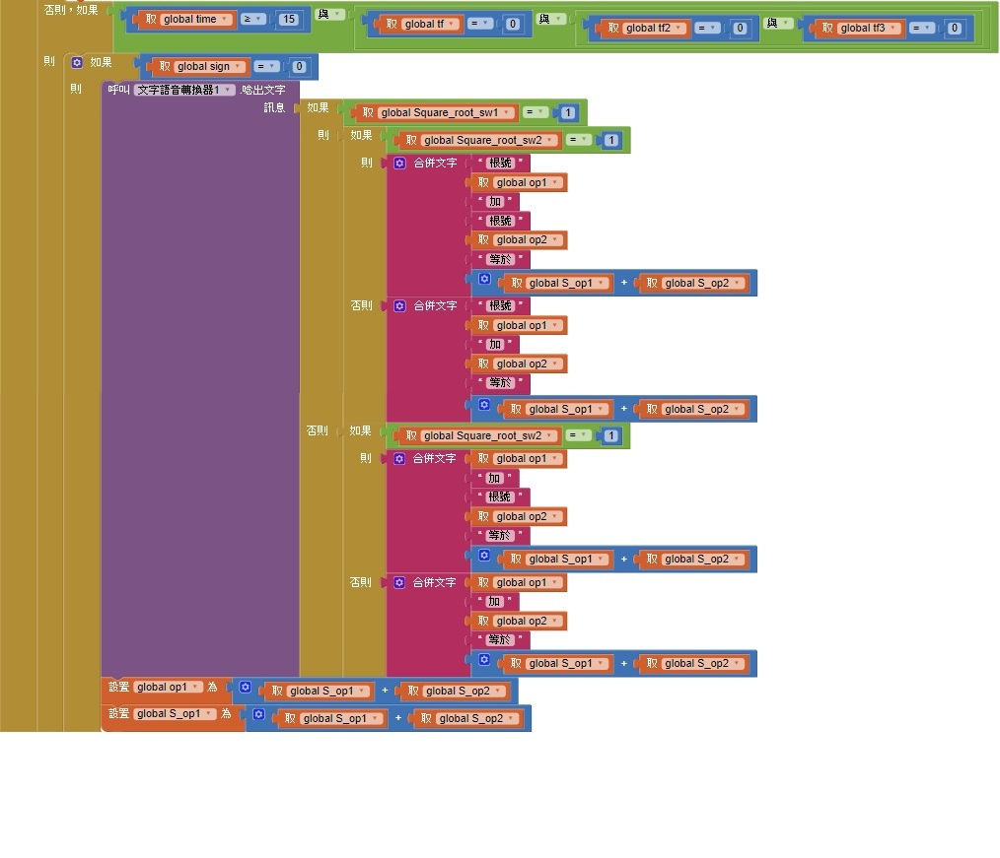 否則，如果 取 global time ≥ 15 與 取 global tf = 0 與 取 global tf2 = 0 與 取 global tf3 = 0
則 如果 取 global sign = 0
則 呼叫 文字語音轉換器1 .唸出文字
訊息 如果 取 global Square_root_sw1 = 1
則 如果 取 global Square_root_sw2 = 1
則 合併文字 “ 根號 ”
取 global op1
“ 加 ”
“ 根號 ”
取 global op2
“ 等於 ”
取 global S_op1 + 取 global S_op2
否則 合併文字 “ 根號 ”
取 global op1
“ 加 ”
取 global op2
“ 等於 ”
取 global S_op1 + 取 global S_op2
否則 如果 取 global Square_root_sw2 = 1
則 合併文字 取 global op1
“ 加 ”
“ 根號 ”
取 global op2
“ 等於 ”
取 global S_op1 + 取 global S_op2
否則 合併文字 取 global op1
“ 加 ”
取 global op2
“ 等於 ”
取 global S_op1 + 取 global S_op2
設置 global op1 為 取 global S_op1 + 取 global S_op2
設置 global S_op1 為 取 global S_op1 + 取 global S_op2